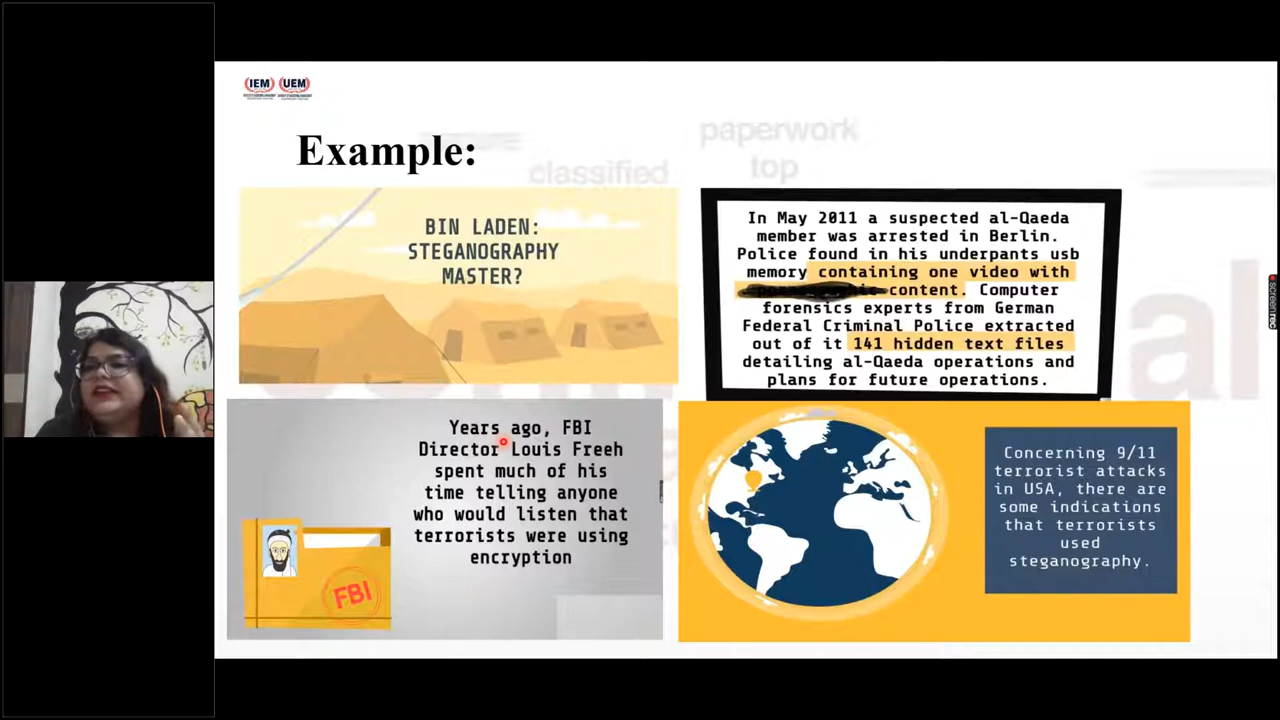 IEM UEM
Example:
paperwork
classified
top
BIN LADEN:
STEGANOGRAPHY
MASTER?
In May 2011 a suspected al-Qaeda
member was arrested in Berlin.
Police found in his underpants usb
memory containing one video with
content. Computer
forensics experts from German
Federal Criminal Police extracted
out of it 141 hidden text files
detailing al-Qaeda operations and
plans for future operations.
Years ago, FBI
Director Louis Freeh
spent much of his
time telling anyone
who would listen that
terrorists were using
encryption
FBI
Concerning 9/11
terrorist attacks
in USA, there are
some indications
that terrorists
used
steganography.
screenrec